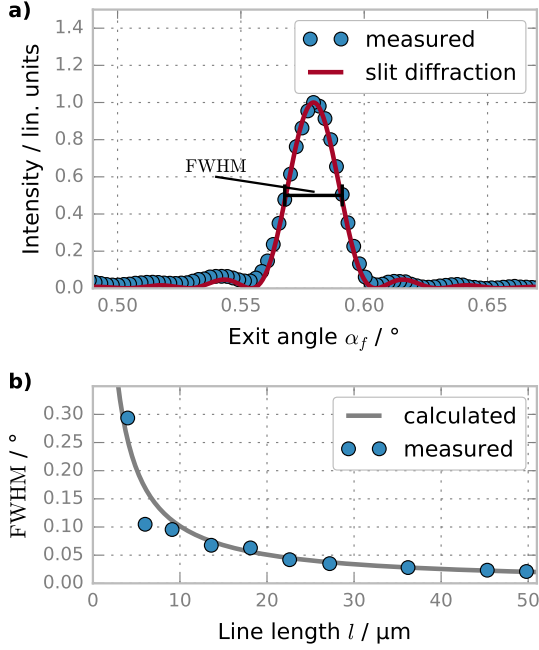 a)
Intensity / lin. units
1.4
1.2
1.0
0.8
0.6
0.4
0.2
0.0
measured
slit diffraction
FWHM
0.50
0.55
0.60
0.65
Exit angle α_f / °
b)
FWHM / °
0.30
0.25
0.20
0.15
0.10
0.05
0.00
calculated
measured
0
10
20
30
40
50
Line length l / μm